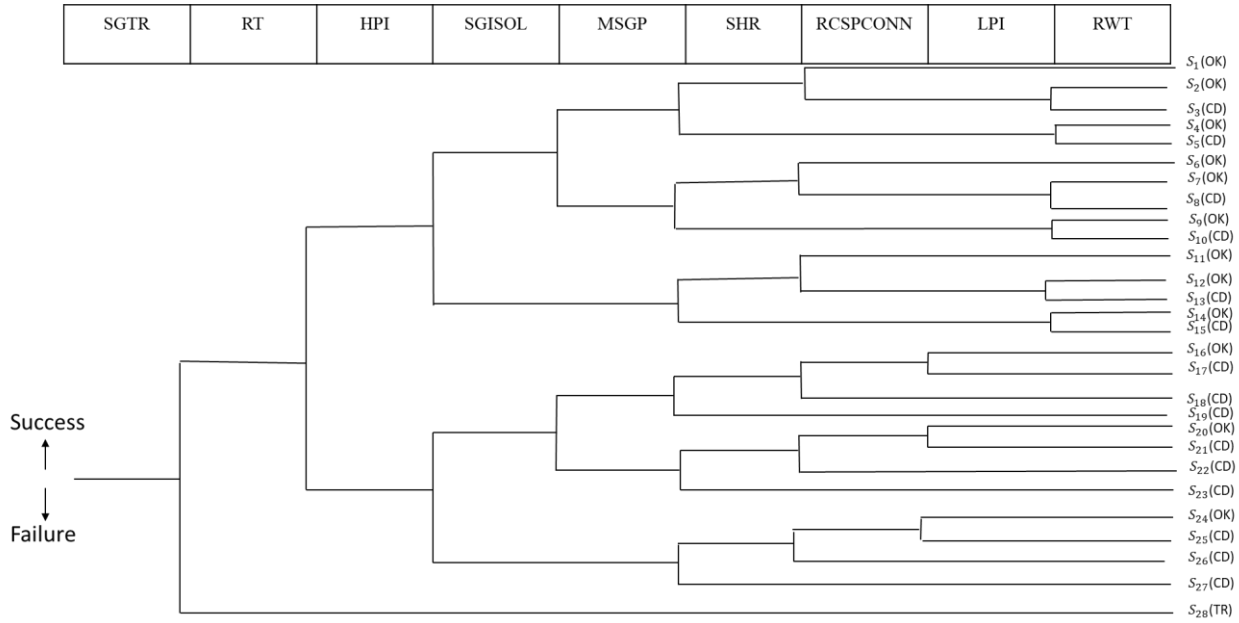 SGTR RT HPI SGISOL MSGP SHR RCSPCONN LPI RWT
S₁(OK)
S₂(OK)
S₃(CD)
S₄(OK)
S₅(CD)
S₆(OK)
S₇(OK)
S₈(CD)
S₉(OK)
S₁₀(CD)
S₁₁(OK)
S₁₂(OK)
S₁₃(CD)
S₁₄(OK)
S₁₅(CD)
S₁₆(OK)
S₁₇(CD)
S₁₈(CD)
S₁₉(CD)
Success
S₂₀(OK)
S₂₁(CD)
S₂₂(CD)
S₂₃(CD)
S₂₄(OK)
Failure
S₂₅(CD)
S₂₆(CD)
S₂₇(CD)
S₂₈(TR)